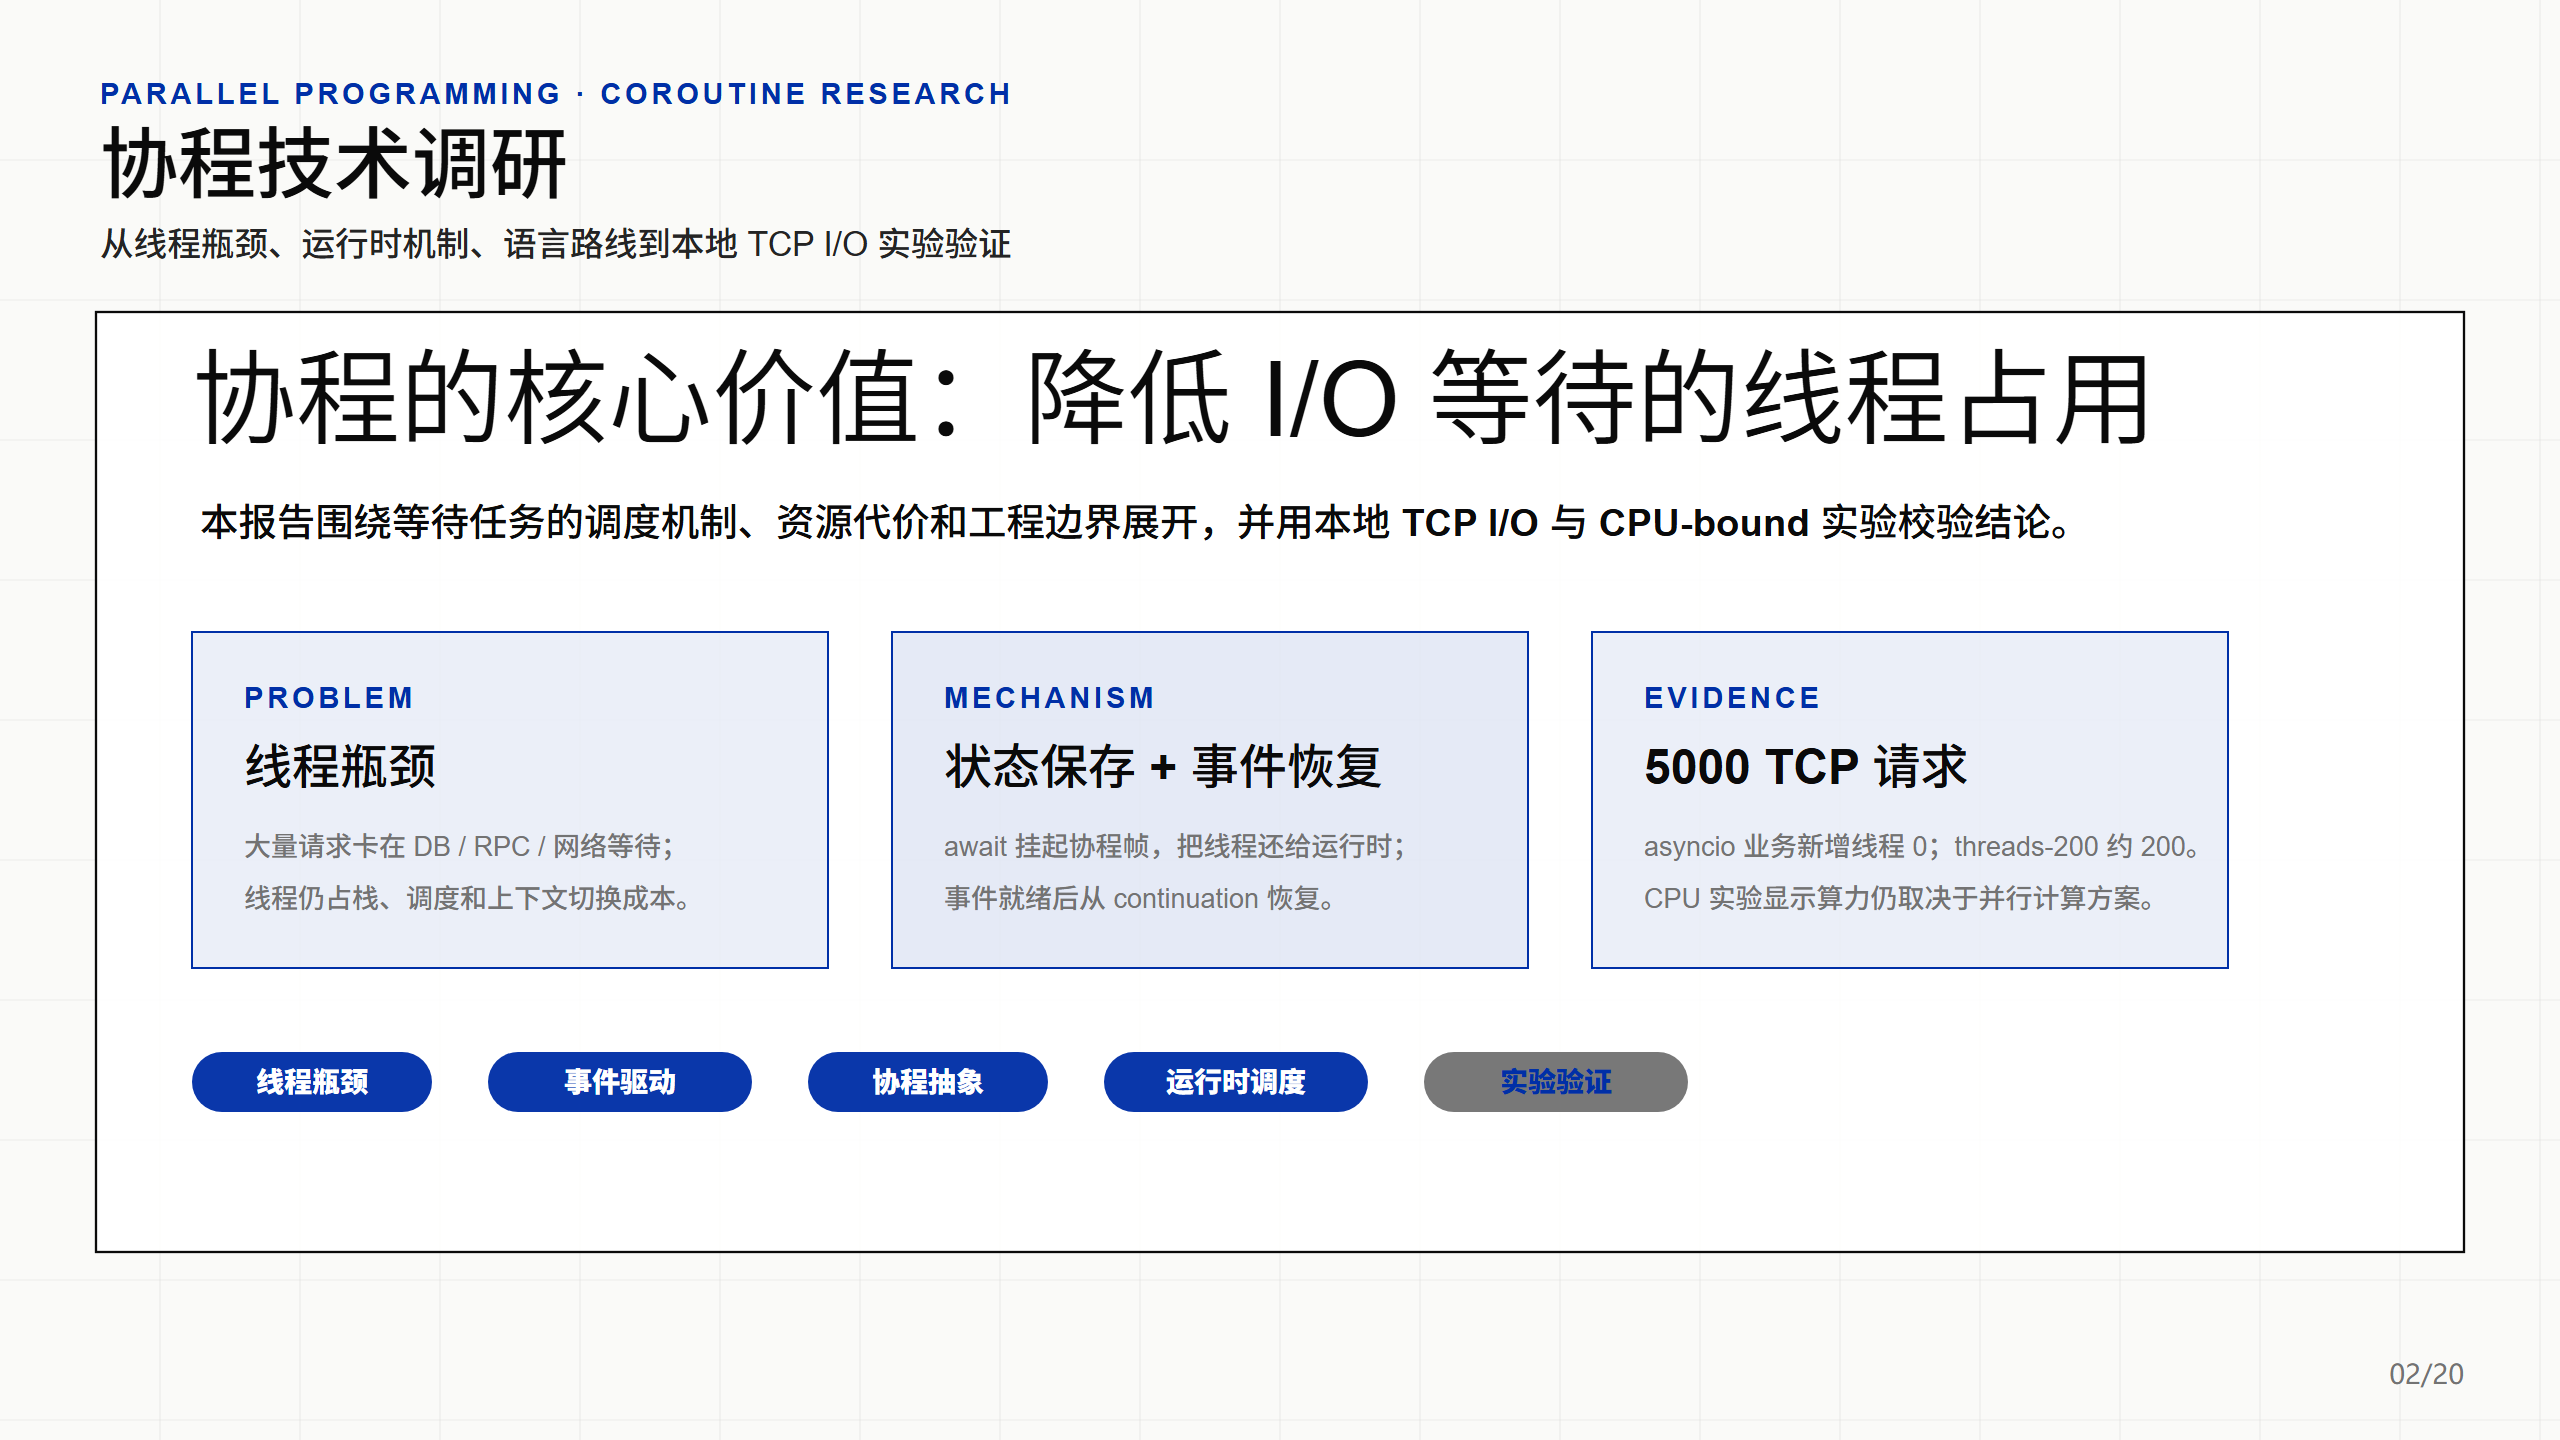 PARALLEL PROGRAMMING · COROUTINE RESEARCH
协程技术调研
从线程瓶颈、运行时机制、语言路线到本地 TCP I/O 实验验证
协程的核心价值：降低 I/O 等待的线程占用
本报告围绕等待任务的调度机制、资源代价和工程边界展开，并用本地 TCP I/O 与 CPU-bound 实验校验结论。
PROBLEM
线程瓶颈
大量请求卡在 DB / RPC / 网络等待；
线程仍占栈、调度和上下文切换成本。
MECHANISM
状态保存 + 事件恢复
await 挂起协程帧，把线程还给运行时；
事件就绪后从 continuation 恢复。
EVIDENCE
5000 TCP 请求
asyncio 业务新增线程 0；threads-200 约 200。
CPU 实验显示算力仍取决于并行计算方案。
线程瓶颈
事件驱动
协程抽象
运行时调度
实验验证
02/20